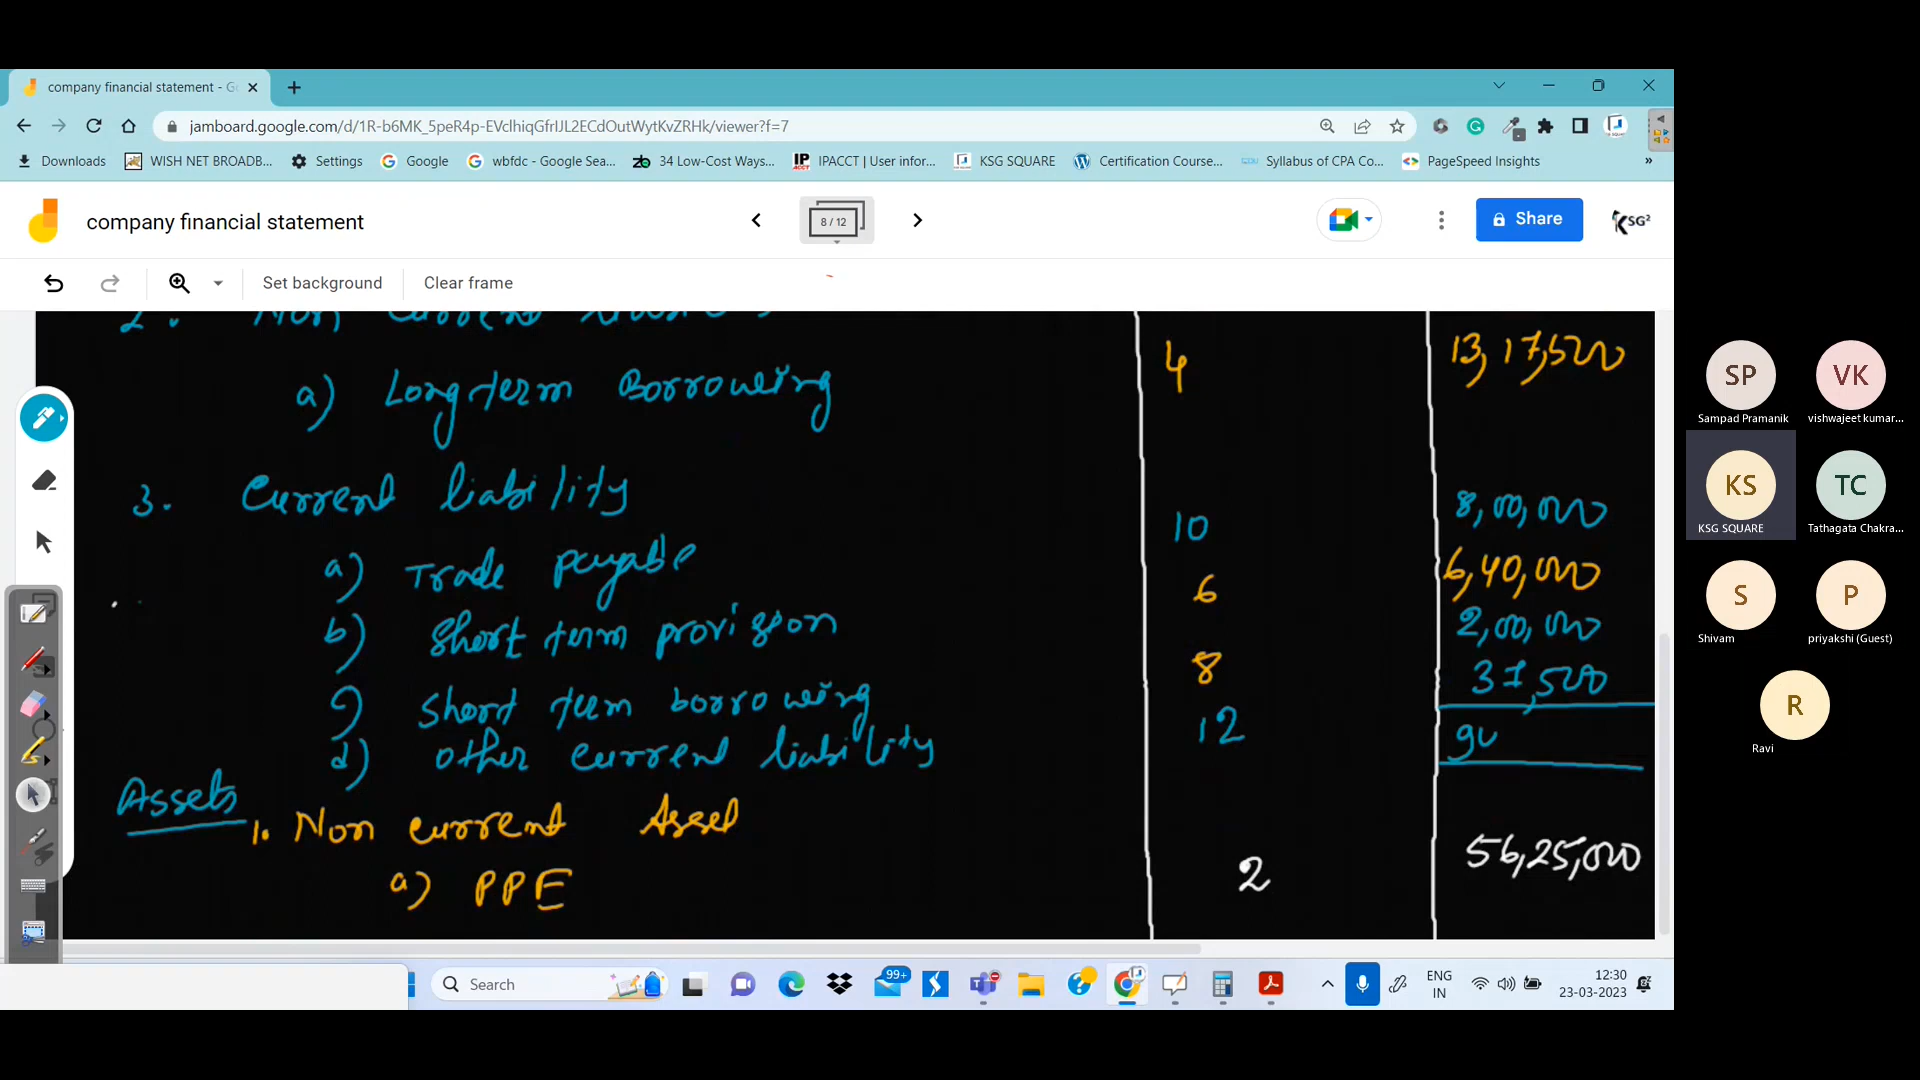 company financial statement - G
jamboard.google.com/d/1R-b6MK_5peR4p-EVclhiqGfrIJL2ECdOutWytKvZRHk/viewer?f=7
Downloads WISH NET BROADB... Settings Google wbfdc - Google Sea... 34 Low-Cost Ways... IPACCT | User infor... KSG SQUARE Certification Course... Syllabus of CPA Co... PageSpeed Insights »
company financial statement 8 / 12 Share KSG²
Set background Clear frame
2. Non current
a) Long term Borrowing 4 13,17,500
3. Current liability
a) Trade payable 10 8,00,000
b) Short term provision 6 6,40,000
c) Short term borrowing 8 2,00,000
d) other current liability 12 37,500
Assets
1. Non current Asset
a) PPE 2 56,25,000
SP VK
Sampad Pramanik vishwajeet kumar...
KS TC
KSG SQUARE Tathagata Chakra...
S P
Shivam priyakshi (Guest)
R
Ravi
Search 99+ ENG IN 12:30 23-03-2023